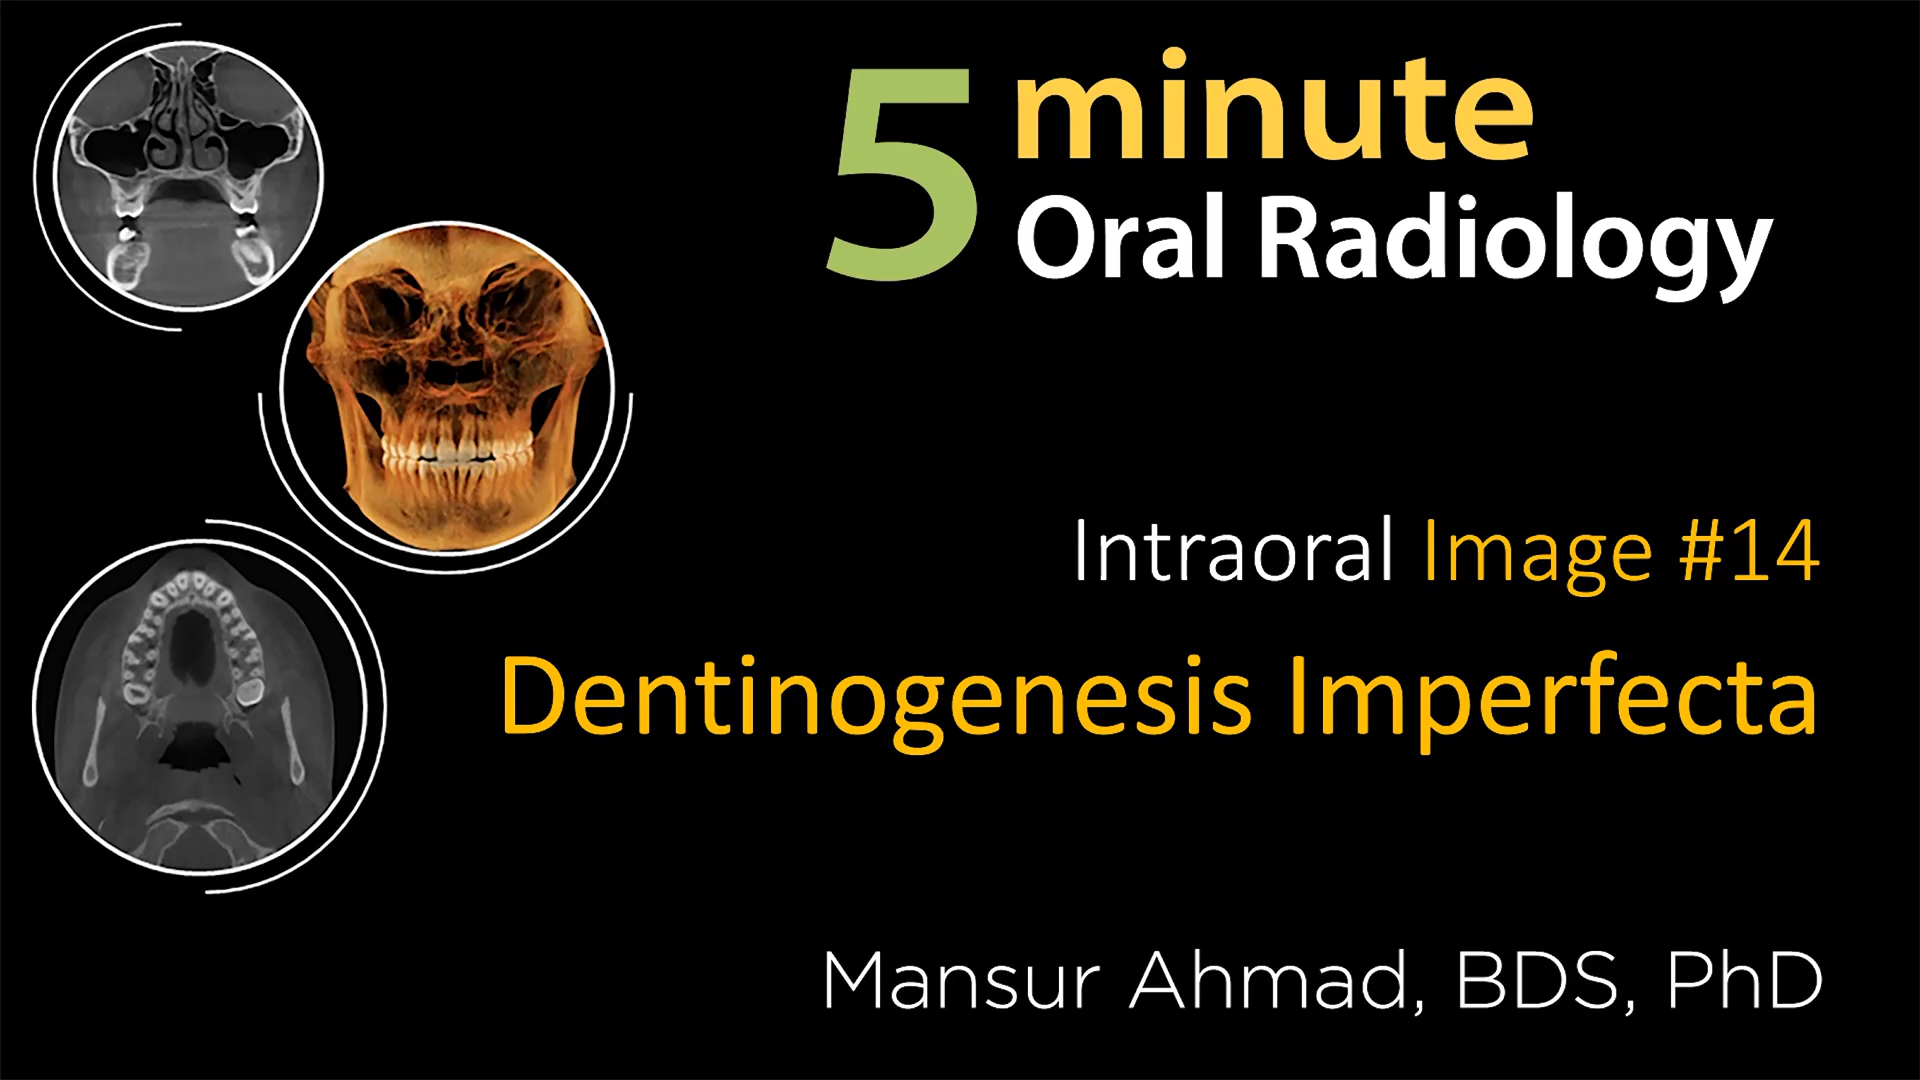 5 minute
Oral Radiology
Intraoral Image #14
Dentinogenesis Imperfecta
Mansur Ahmad, BDS, PhD